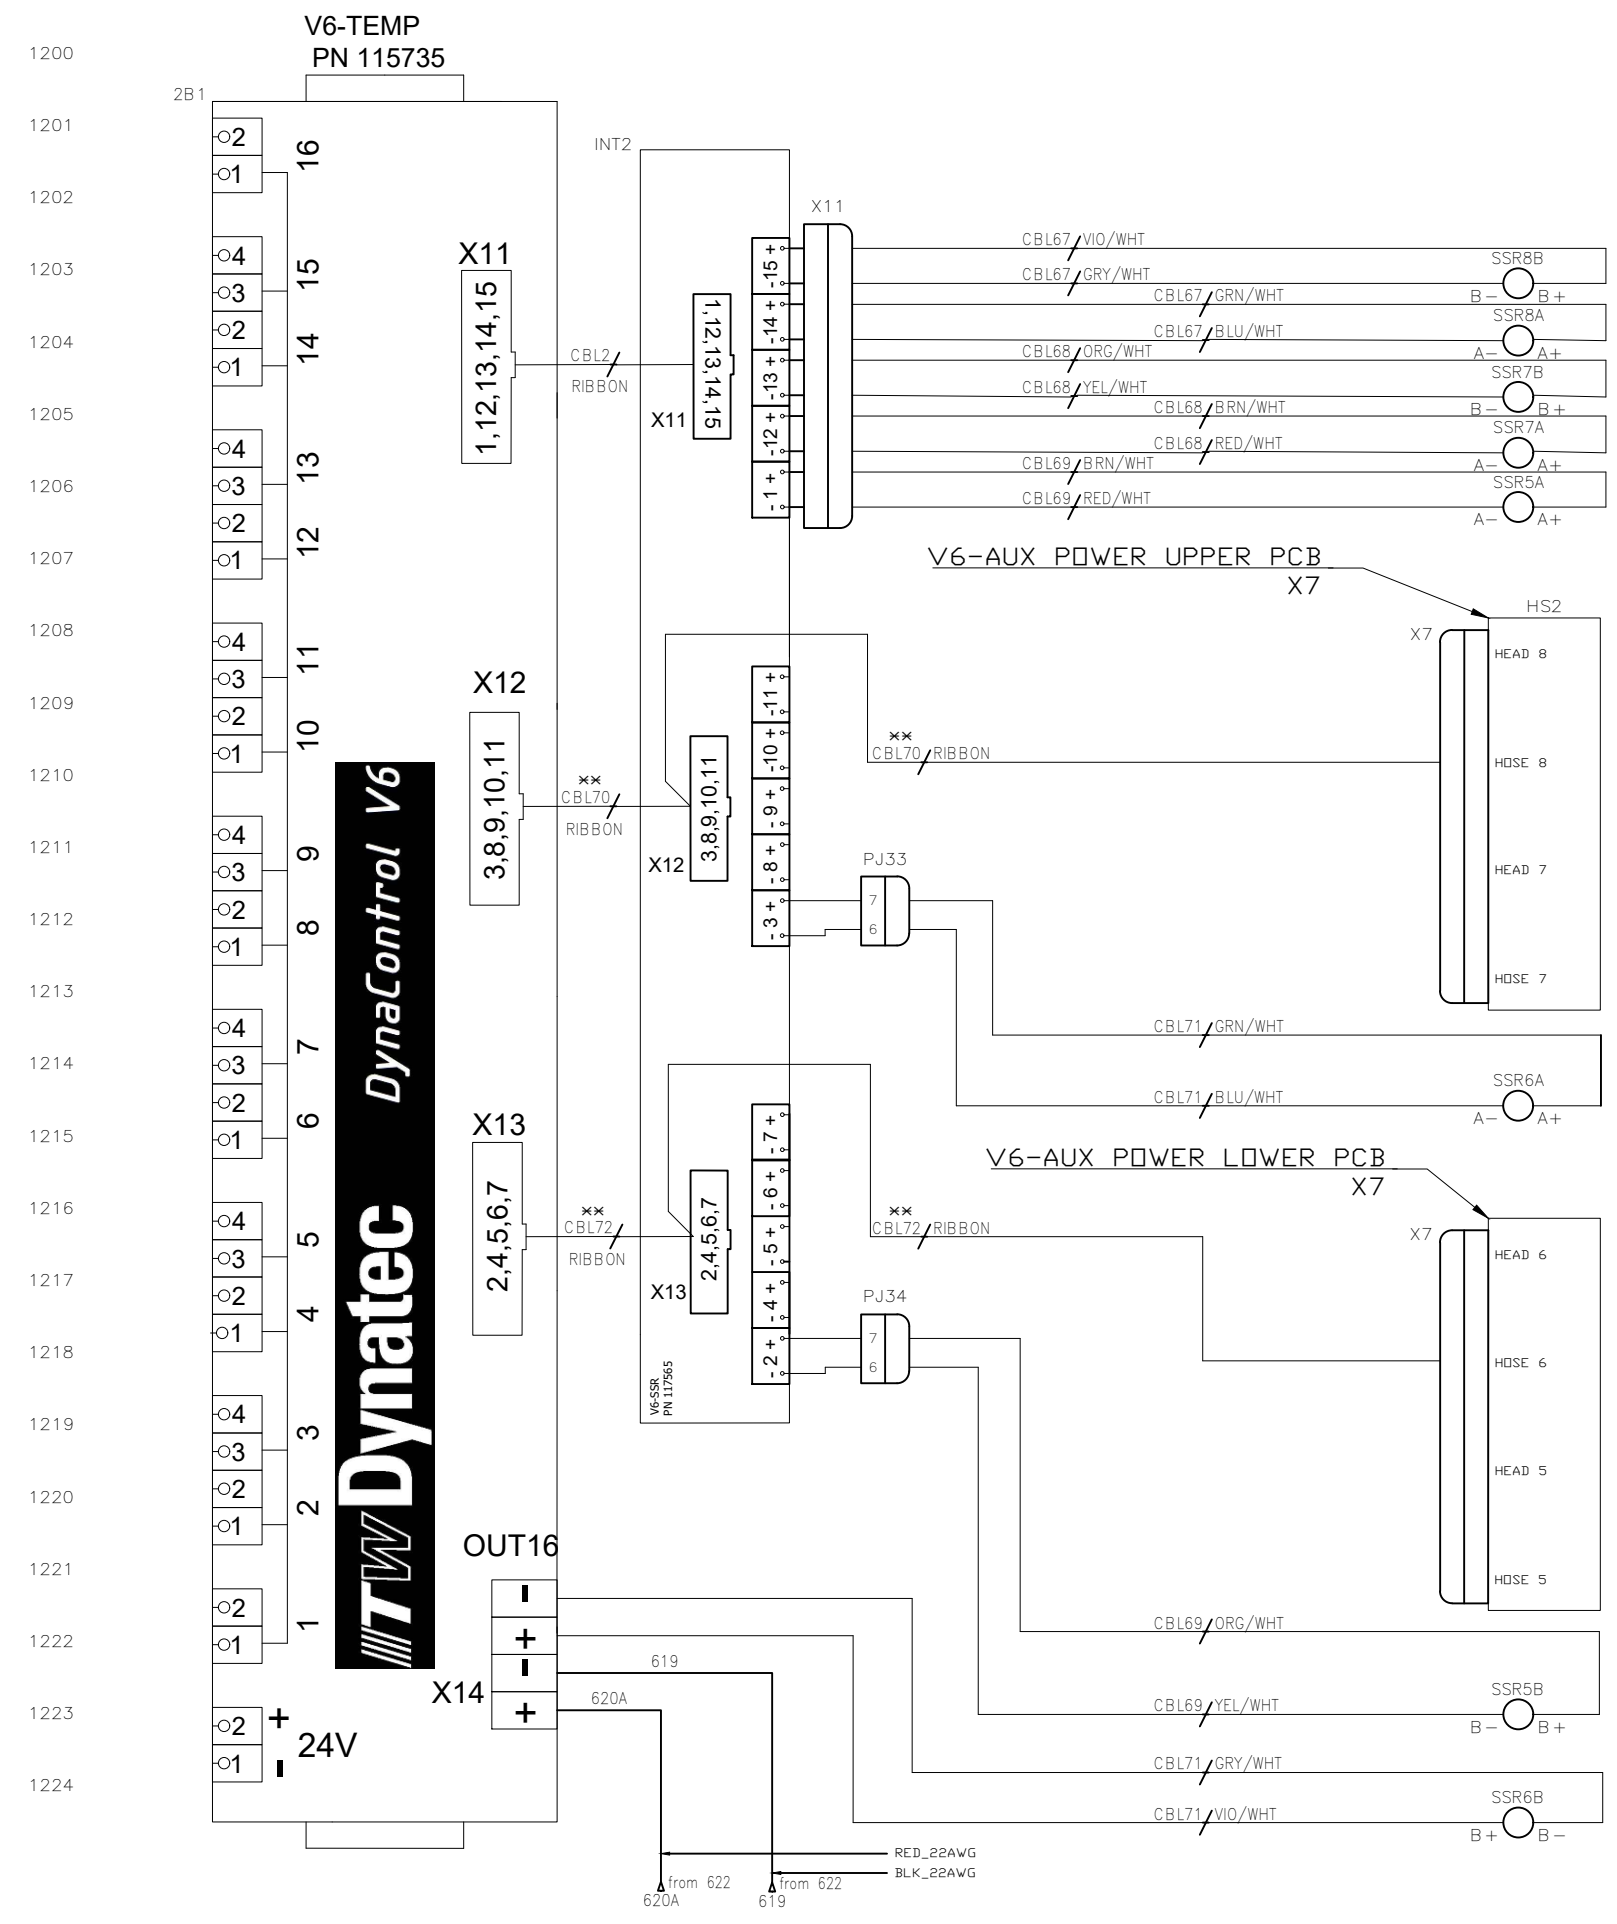 V6-TEMP
PN 115735
1200
2B1
1201
2
1
16
INT2
1202
X11
4
3
15
2
1
14
X11
1,12,13,14,15
CBL2
RIBBON
1,12,13,14,15
X11
- 15 +
- 14 +
- 13 +
- 12 +
- 1 +
CBL67 VIO/WHT
1203
CBL67 GRY/WHT
SSR8B
B- B+
CBL67 GRN/WHT
CBL67 BLU/WHT
SSR8A
A- A+
1204
CBL68 ORG/WHT
CBL68 YEL/WHT
SSR7B
B- B+
1205
CBL68 BRN/WHT
CBL68 RED/WHT
SSR7A
A- A+
CBL69 BRN/WHT
CBL69 RED/WHT
SSR5A
A- A+
4
3
13
1206
2
1
12
1207
V6-AUX POWER UPPER PCB
X7
HS2
X7
HEAD 8
HOSE 8
HEAD 7
HOSE 7
1208
4
3
11
1209
2
1
10
X12
3,8,9,10,11
**
CBL70
RIBBON
3,8,9,10,11
X12
- 11 +
- 10 +
- 9 +
- 8 +
- 3 +
**
CBL70 RIBBON
1210
PJ33
7
6
1211
4
3
9
1212
2
1
8
1213
CBL71 GRN/WHT
CBL71 BLU/WHT
SSR6A
A- A+
4
3
7
1214
2
1
6
1215
X13
2,4,5,6,7
**
CBL72
RIBBON
2,4,5,6,7
X13
- 7 +
- 6 +
- 5 +
- 4 +
- 2 +
V6-AUX POWER LOWER PCB
X7
**
CBL72 RIBBON
X7
HEAD 6
HOSE 6
HEAD 5
HOSE 5
1216
4
3
5
1217
2
1
4
PJ34
7
6
1218
V6-SSR
PN 117565
1219
4
3
3
1220
2
1
2
ITW Dynatec DynaControl V6
OUT16
-
+
-
+
X14
1221
2
1
1
1222
619
620A
CBL69 ORG/WHT
1223
CBL69 YEL/WHT
SSR5B
B- B+
2
1
+
-
24V
1224
CBL71 GRY/WHT
CBL71 VIO/WHT
SSR6B
B+ B-
RED_22AWG
BLK_22AWG
from 622
620A
from 622
619